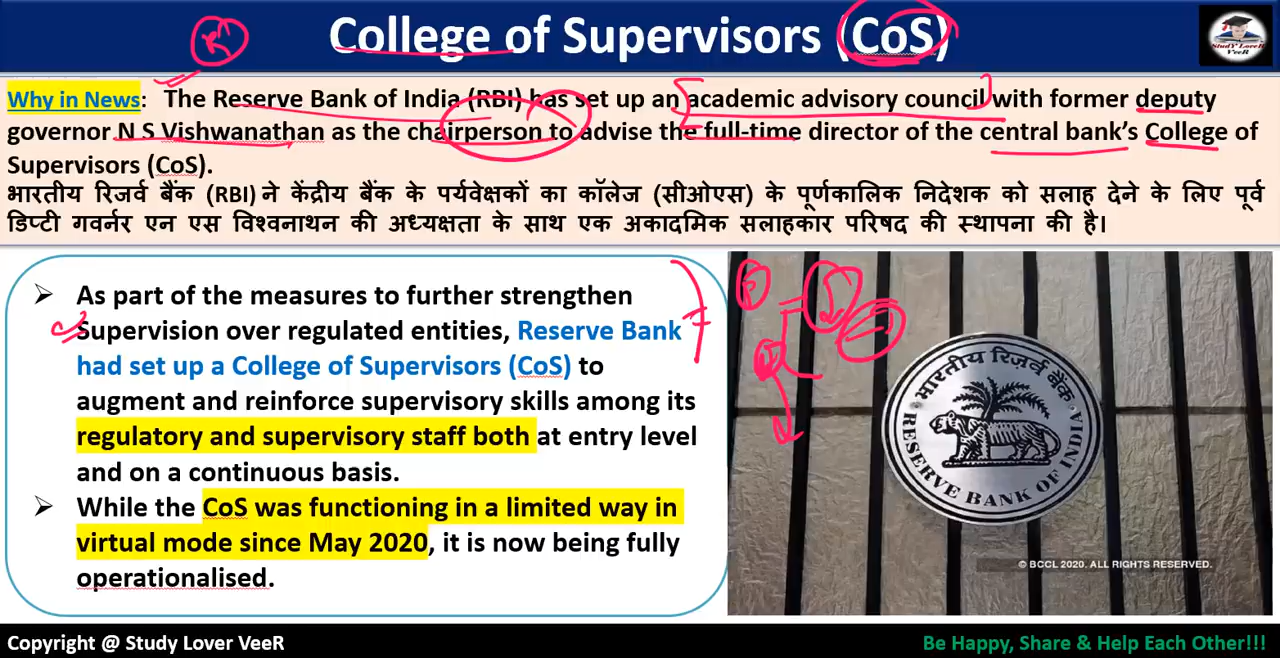 College of Supervisors (CoS)
StudY LoveR
VeeR
Why in News: The Reserve Bank of India (RBI) has set up an academic advisory council with former deputy
governor N S Vishwanathan as the chairperson to advise the full-time director of the central bank's College of
Supervisors (CoS).
भारतीय रिजर्व बैंक (RBI) ने केंद्रीय बैंक के पर्यवेक्षकों का कॉलेज (सीओएस) के पूर्णकालिक निदेशक को सलाह देने के लिए पूर्व
डिप्टी गवर्नर एन एस विश्वनाथन की अध्यक्षता के साथ एक अकादमिक सलाहकार परिषद की स्थापना की है।
As part of the measures to further strengthen
Supervision over regulated entities, Reserve Bank
had set up a College of Supervisors (CoS) to
augment and reinforce supervisory skills among its
regulatory and supervisory staff both at entry level
and on a continuous basis.
While the CoS was functioning in a limited way in
virtual mode since May 2020, it is now being fully
operationalised.
भारतीय रिज़र्व बैंक
RESERVE BANK OF INDIA
© BCCL 2020. ALL RIGHTS RESERVED.
Copyright @ Study Lover VeeR
Be Happy, Share & Help Each Other!!!